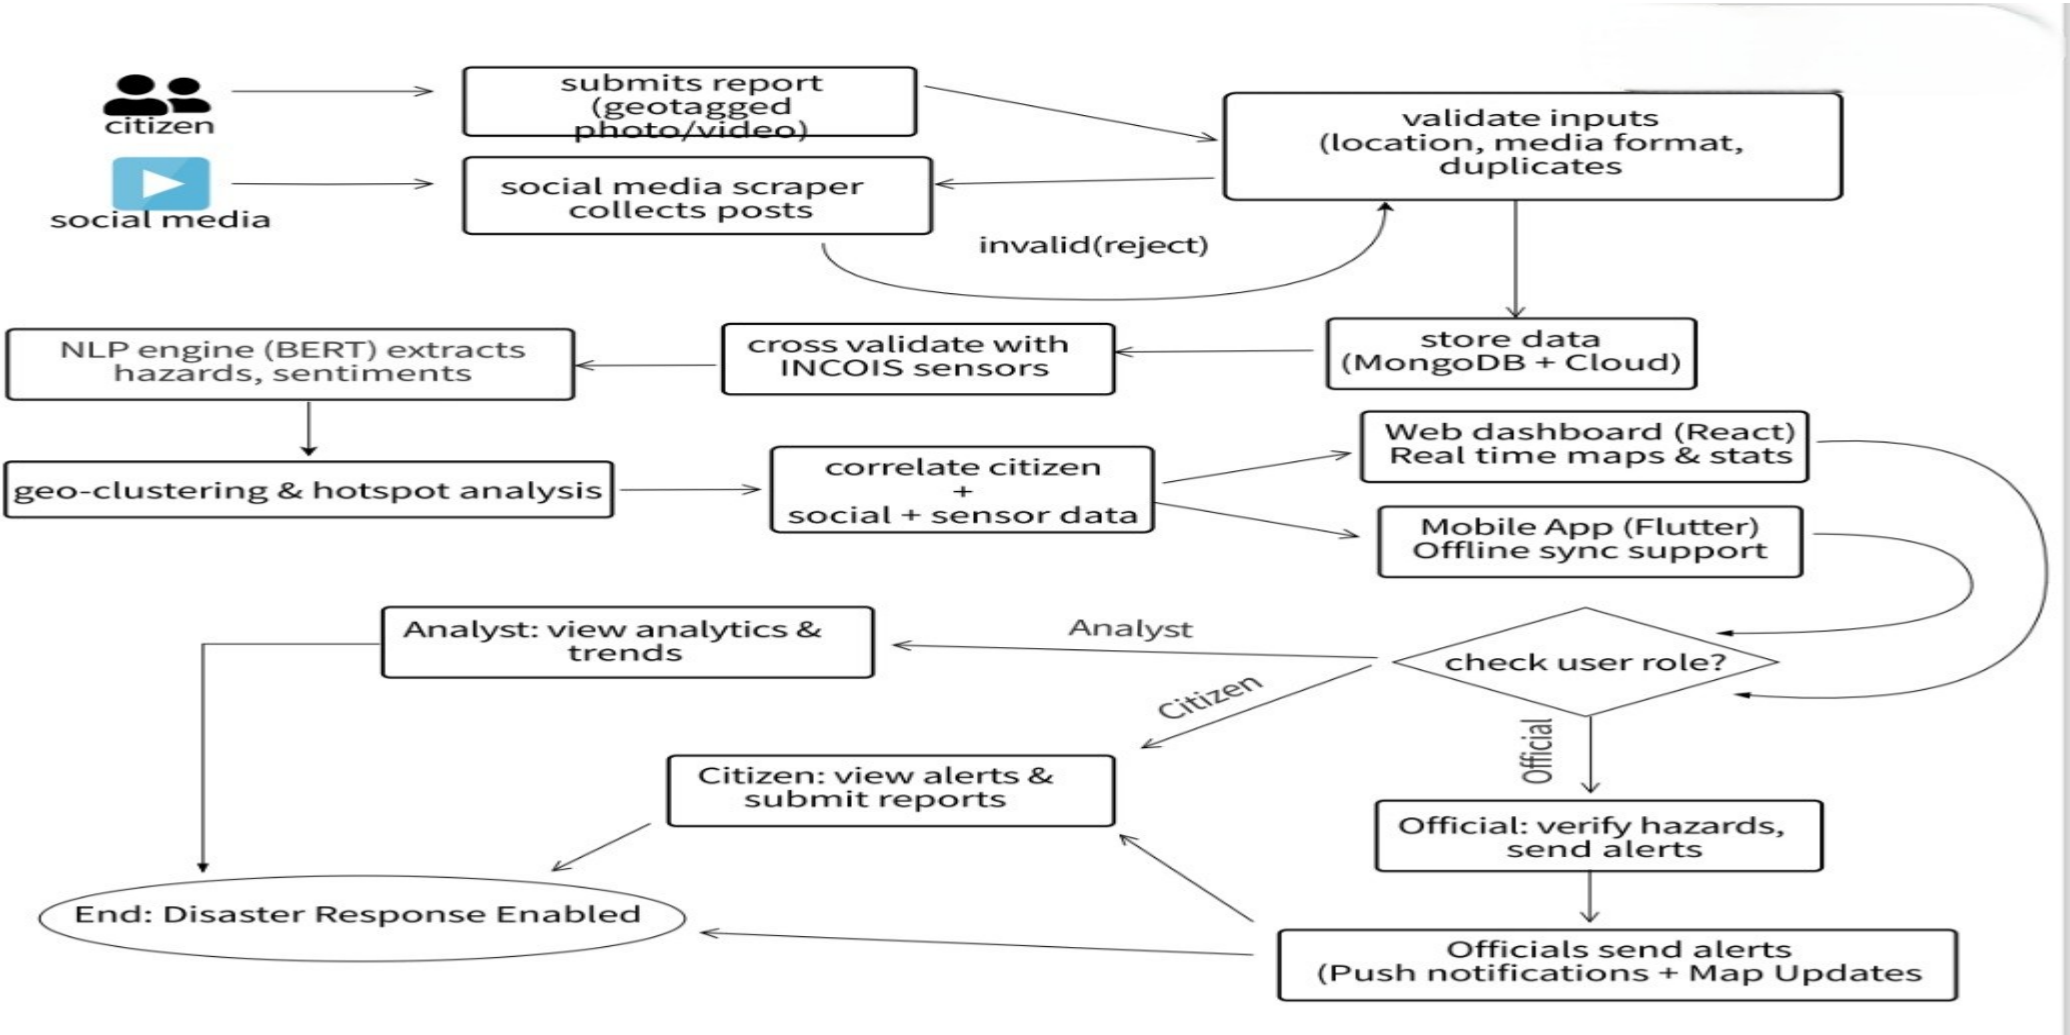 citizen
submits report
(geotagged
photo/video)
validate inputs
(location, media format,
duplicates
social media
social media scraper
collects posts
invalid(reject)
NLP engine (BERT) extracts
hazards, sentiments
cross validate with
INCOIS sensors
store data
(MongoDB + Cloud)
geo-clustering & hotspot analysis
correlate citizen
+
social + sensor data
Web dashboard (React)
Real time maps & stats
Mobile App (Flutter)
Offline sync support
Analyst: view analytics &
trends
Analyst
check user role?
Citizen
Official
Citizen: view alerts &
submit reports
Official: verify hazards,
send alerts
End: Disaster Response Enabled
Officials send alerts
(Push notifications + Map Updates